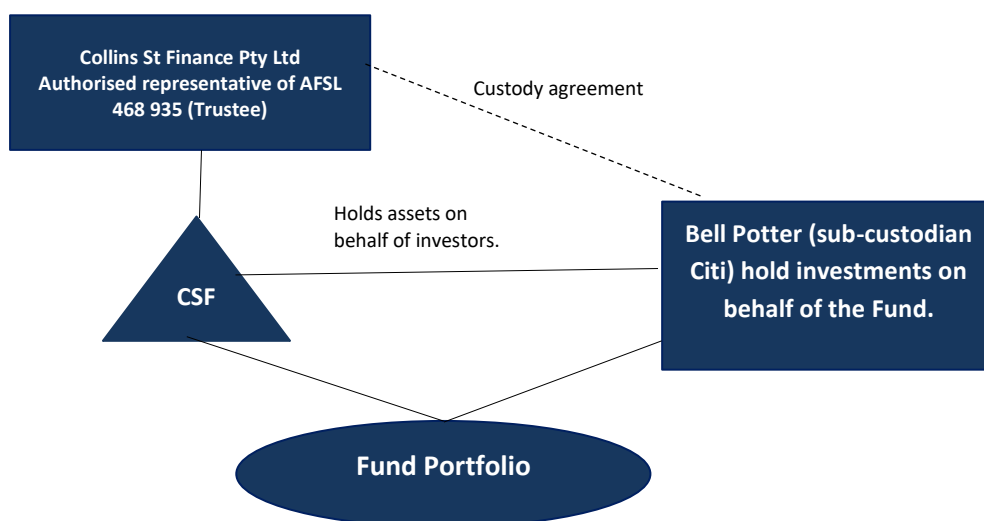 Collins St Finance Pty Ltd
Authorised representative of AFSL
468 935 (Trustee)
Custody agreement
Holds assets on
behalf of investors.
Bell Potter (sub-custodian
Citi) hold investments on
behalf of the Fund.
CSF
Fund Portfolio